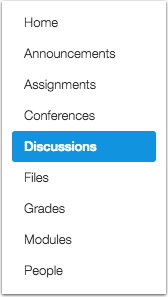 Home
Announcements
Assignments
Conferences
Discussions
Files
Grades
Modules
People